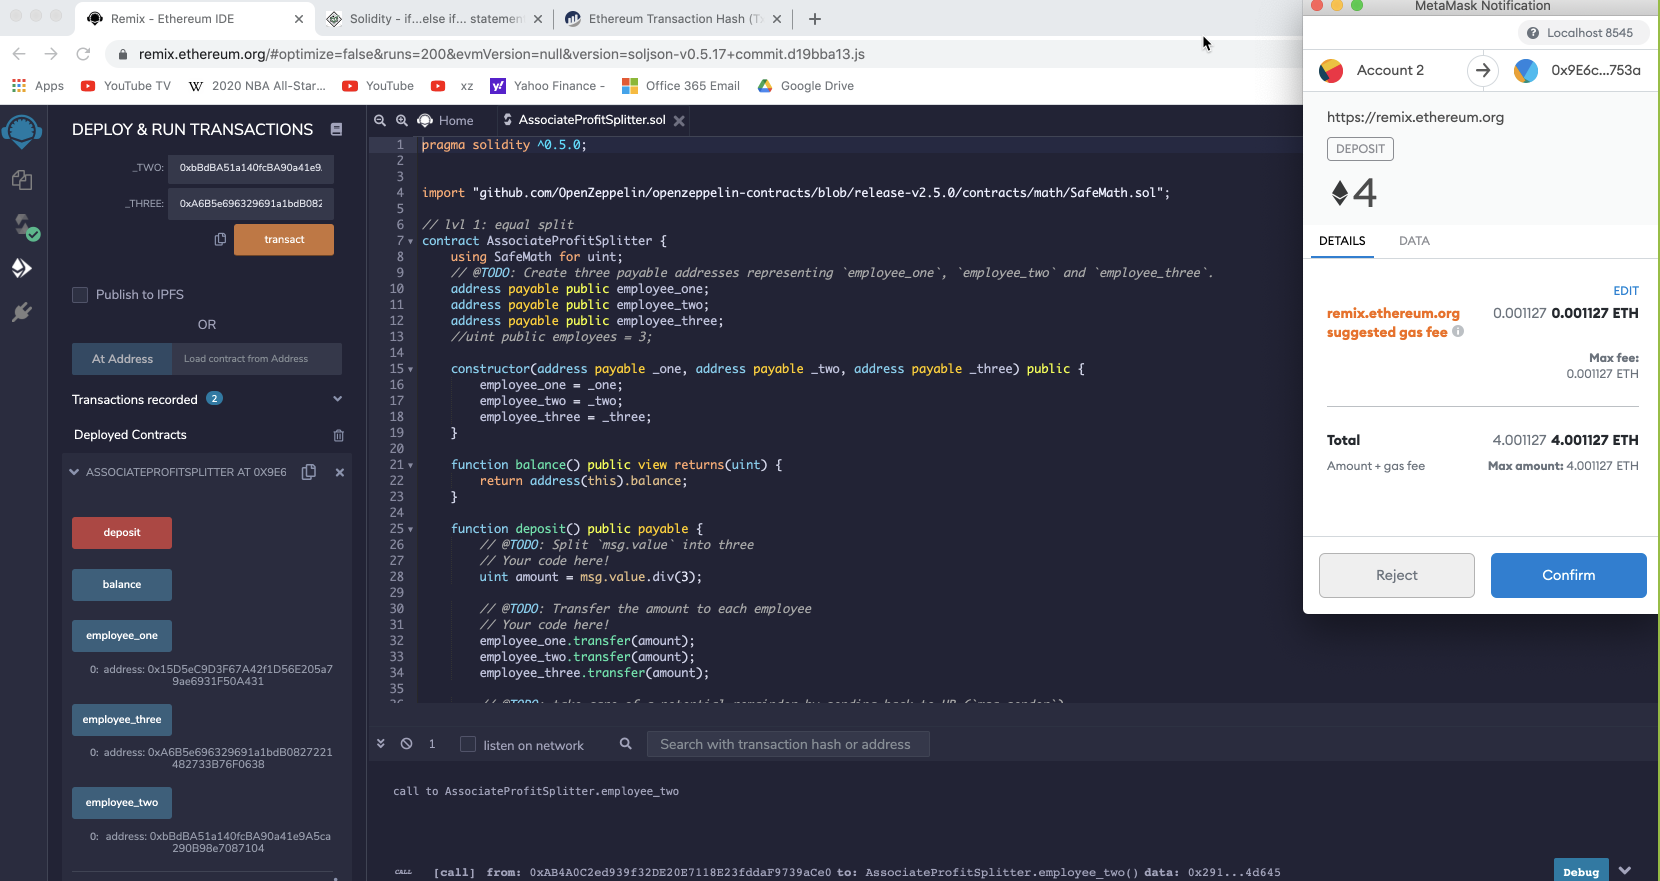 Remix - Ethereum IDE
Solidity - if...else if... statemen
Ethereum Transaction Hash (Tx
remix.ethereum.org/#optimize=false&runs=200&evmVersion=null&version=soljson-v0.5.17+commit.d19bba13.js
Apps
YouTube TV
W 2020 NBA All-Star...
YouTube
xz
y! Yahoo Finance -
Office 365 Email
Google Drive
DEPLOY & RUN TRANSACTIONS
_TWO: 0xbBdBA51a140fcBA90a41e9.
_THREE: 0xA6B5e696329691a1bdB082
transact
Publish to IPFS
OR
At Address
Load contract from Address
Transactions recorded 2
Deployed Contracts
ASSOCIATEPROFITSPLITTER AT 0X9E6
deposit
balance
employee_one
0: address: 0x15D5eC9D3F67A42f1D56E205a7
9ae6931F50A431
employee_three
0: address: 0xA6B5e696329691a1bdB0827221
482733B76F0638
employee_two
0: address: 0xbBdBA51a140fcBA90a41e9A5ca
290B98e7087104
Home
AssociateProfitSplitter.sol
1 pragma solidity ^0.5.0;
2
3
4 import "github.com/OpenZeppelin/openzeppelin-contracts/blob/release-v2.5.0/contracts/math/SafeMath.sol";
5
6 // lvl 1: equal split
7 contract AssociateProfitSplitter {
8 using SafeMath for uint;
9 // @TODO: Create three payable addresses representing `employee_one`, `employee_two` and `employee_three`.
10 address payable public employee_one;
11 address payable public employee_two;
12 address payable public employee_three;
13 //uint public employees = 3;
14
15 constructor(address payable _one, address payable _two, address payable _three) public {
16 employee_one = _one;
17 employee_two = _two;
18 employee_three = _three;
19 }
20
21 function balance() public view returns(uint) {
22 return address(this).balance;
23 }
24
25 function deposit() public payable {
26 // @TODO: Split `msg.value` into three
27 // Your code here!
28 uint amount = msg.value.div(3);
29
30 // @TODO: Transfer the amount to each employee
31 // Your code here!
32 employee_one.transfer(amount);
33 employee_two.transfer(amount);
34 employee_three.transfer(amount);
35
1
listen on network
Search with transaction hash or address
call to AssociateProfitSplitter.employee_two
CALL [call] from: 0xAB4A0C2ed939f32DE20E7118E23fddaF9739aCe0 to: AssociateProfitSplitter.employee_two() data: 0x291...4d645
Debug
MetaMask Notification
? Localhost 8545
Account 2
0x9E6c...753a
https://remix.ethereum.org
DEPOSIT
4
DETAILS
DATA
EDIT
remix.ethereum.org 0.001127 0.001127 ETH
suggested gas fee
Max fee:
0.001127 ETH
Total 4.001127 4.001127 ETH
Amount + gas fee Max amount: 4.001127 ETH
Reject
Confirm